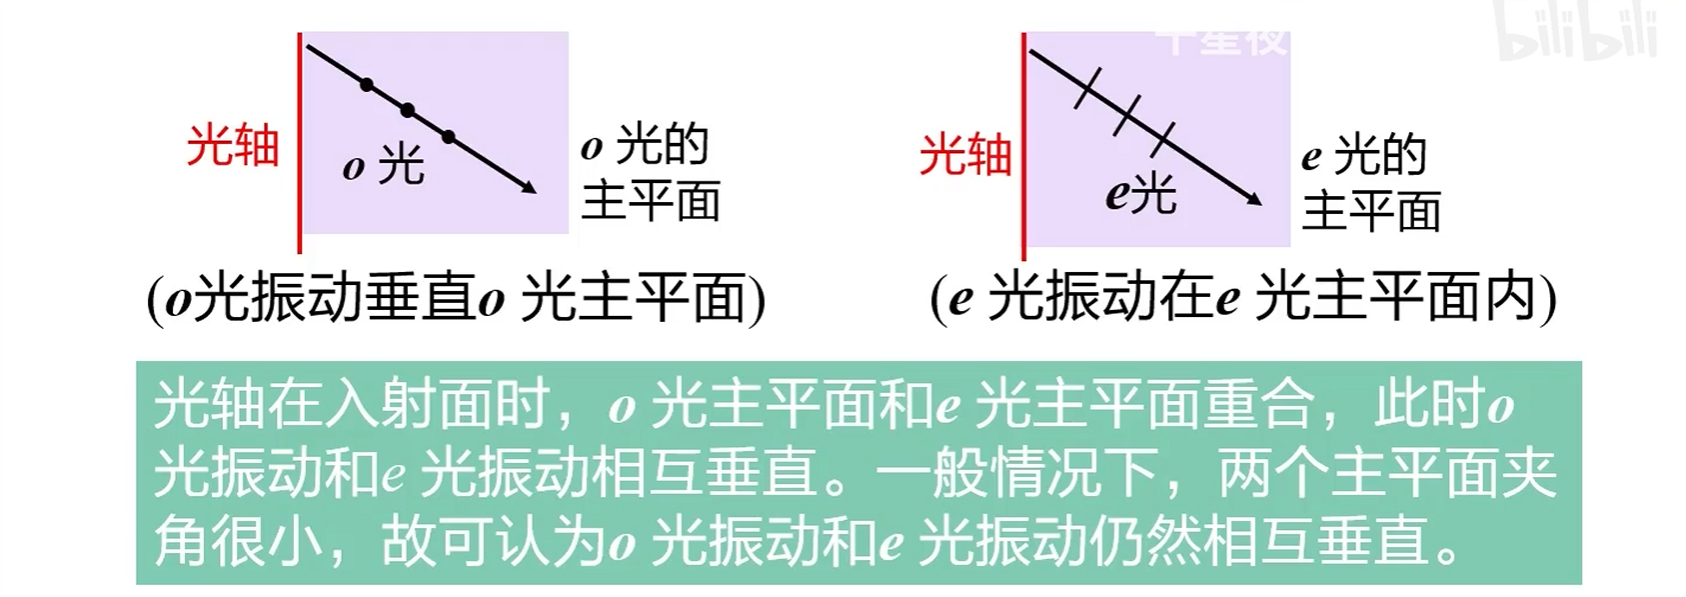 bilibili
千星夜
光轴
o 光
o 光的
主平面
光轴
e光
e 光的
主平面
(o光振动垂直o 光主平面)
(e 光振动在e 光主平面内)
光轴在入射面时，o 光主平面和e 光主平面重合，此时o
光振动和e 光振动相互垂直。一般情况下，两个主平面夹
角很小，故可认为o 光振动和e 光振动仍然相互垂直。